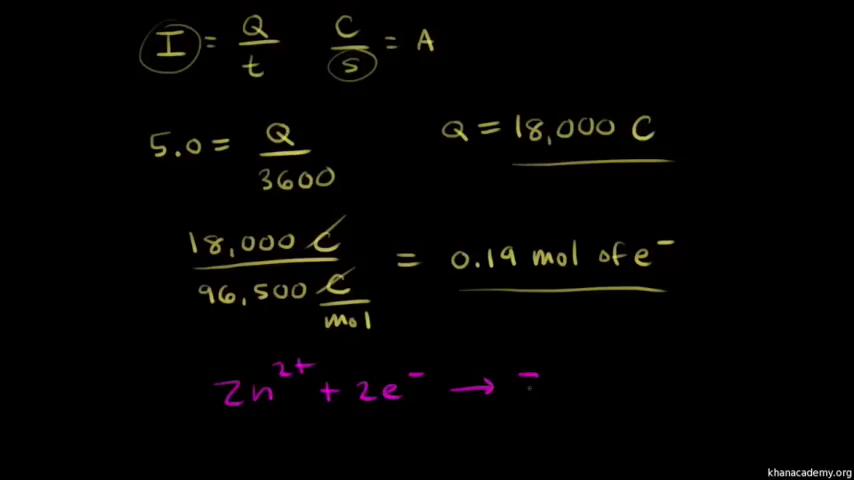 I = Q/t C/s = A
5.0 = Q/3600 Q = 18,000 C
18,000 C / 96,500 C/mol = 0.19 mol of e⁻
Zn²⁺ + 2e⁻ →
khanacademy.org